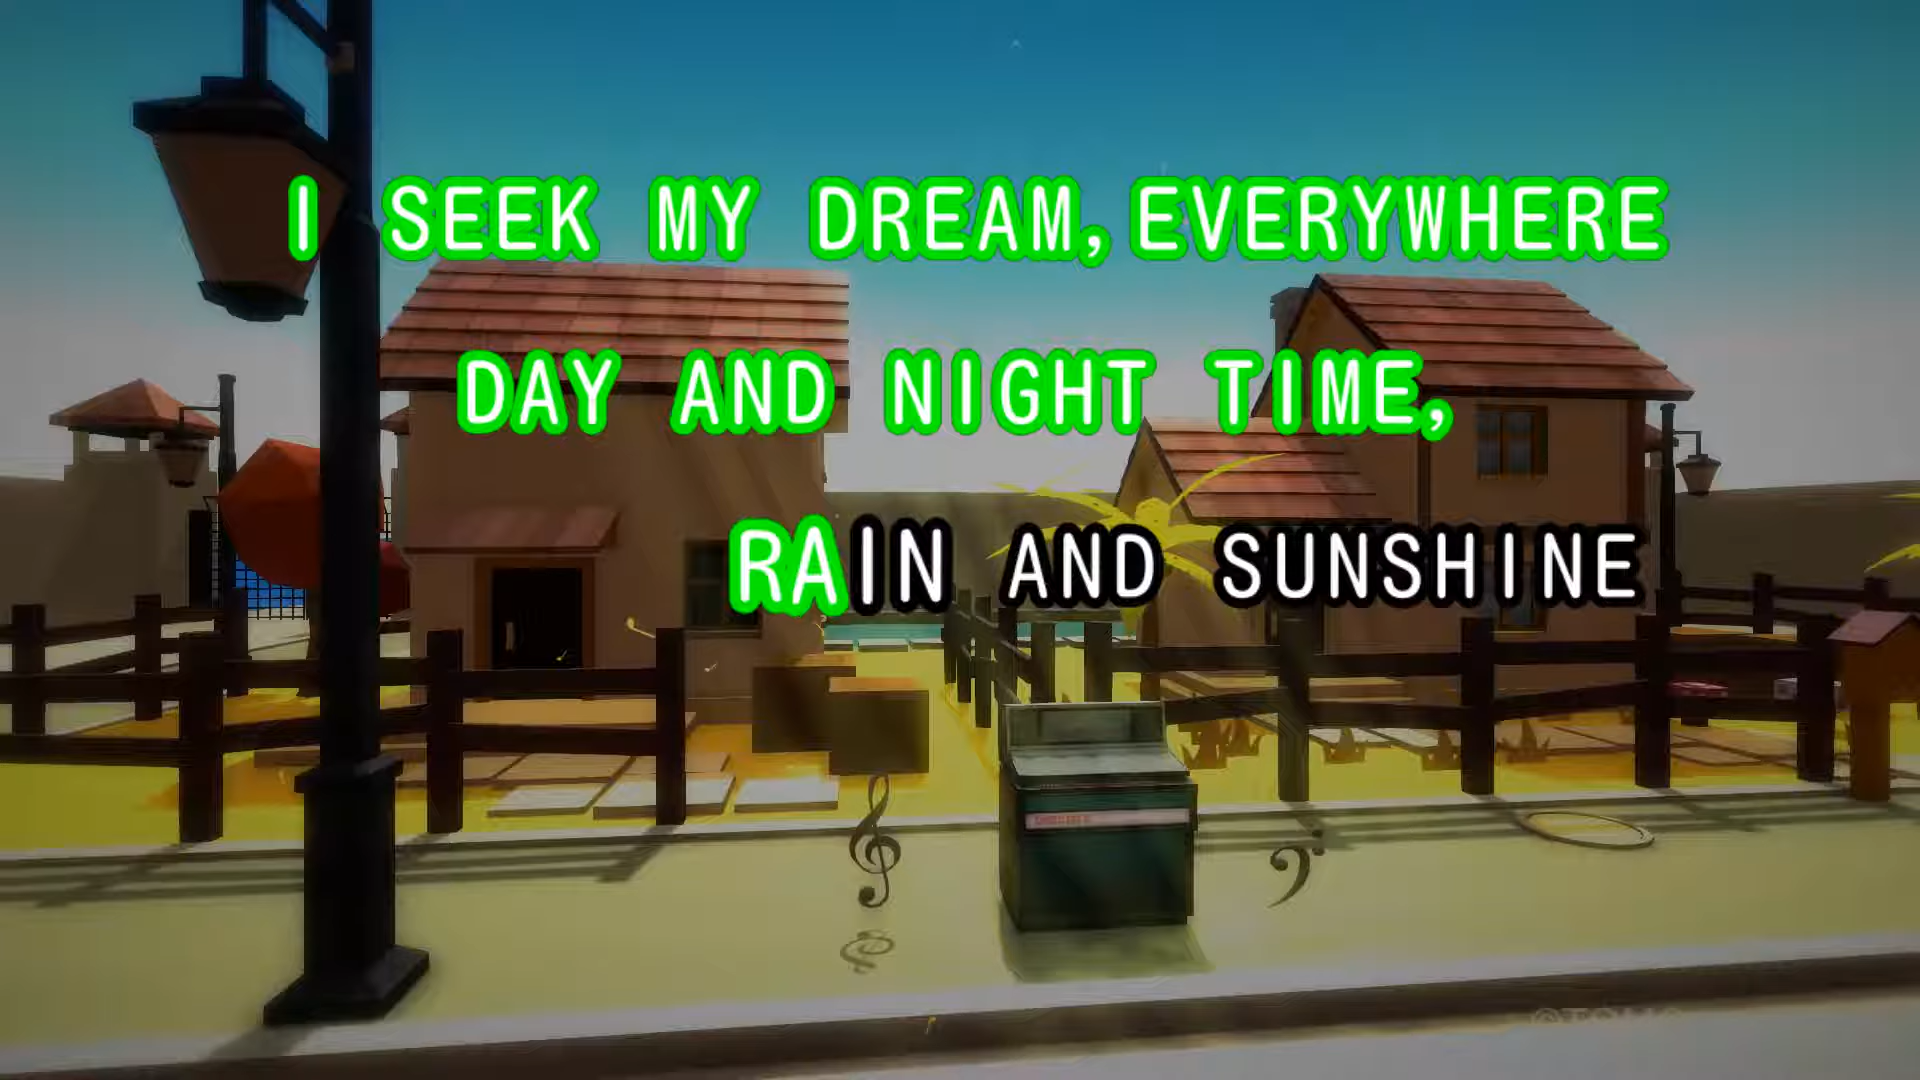 I SEEK MY DREAM, EVERYWHERE
DAY AND NIGHT TIME,
RAIN AND SUNSHINE